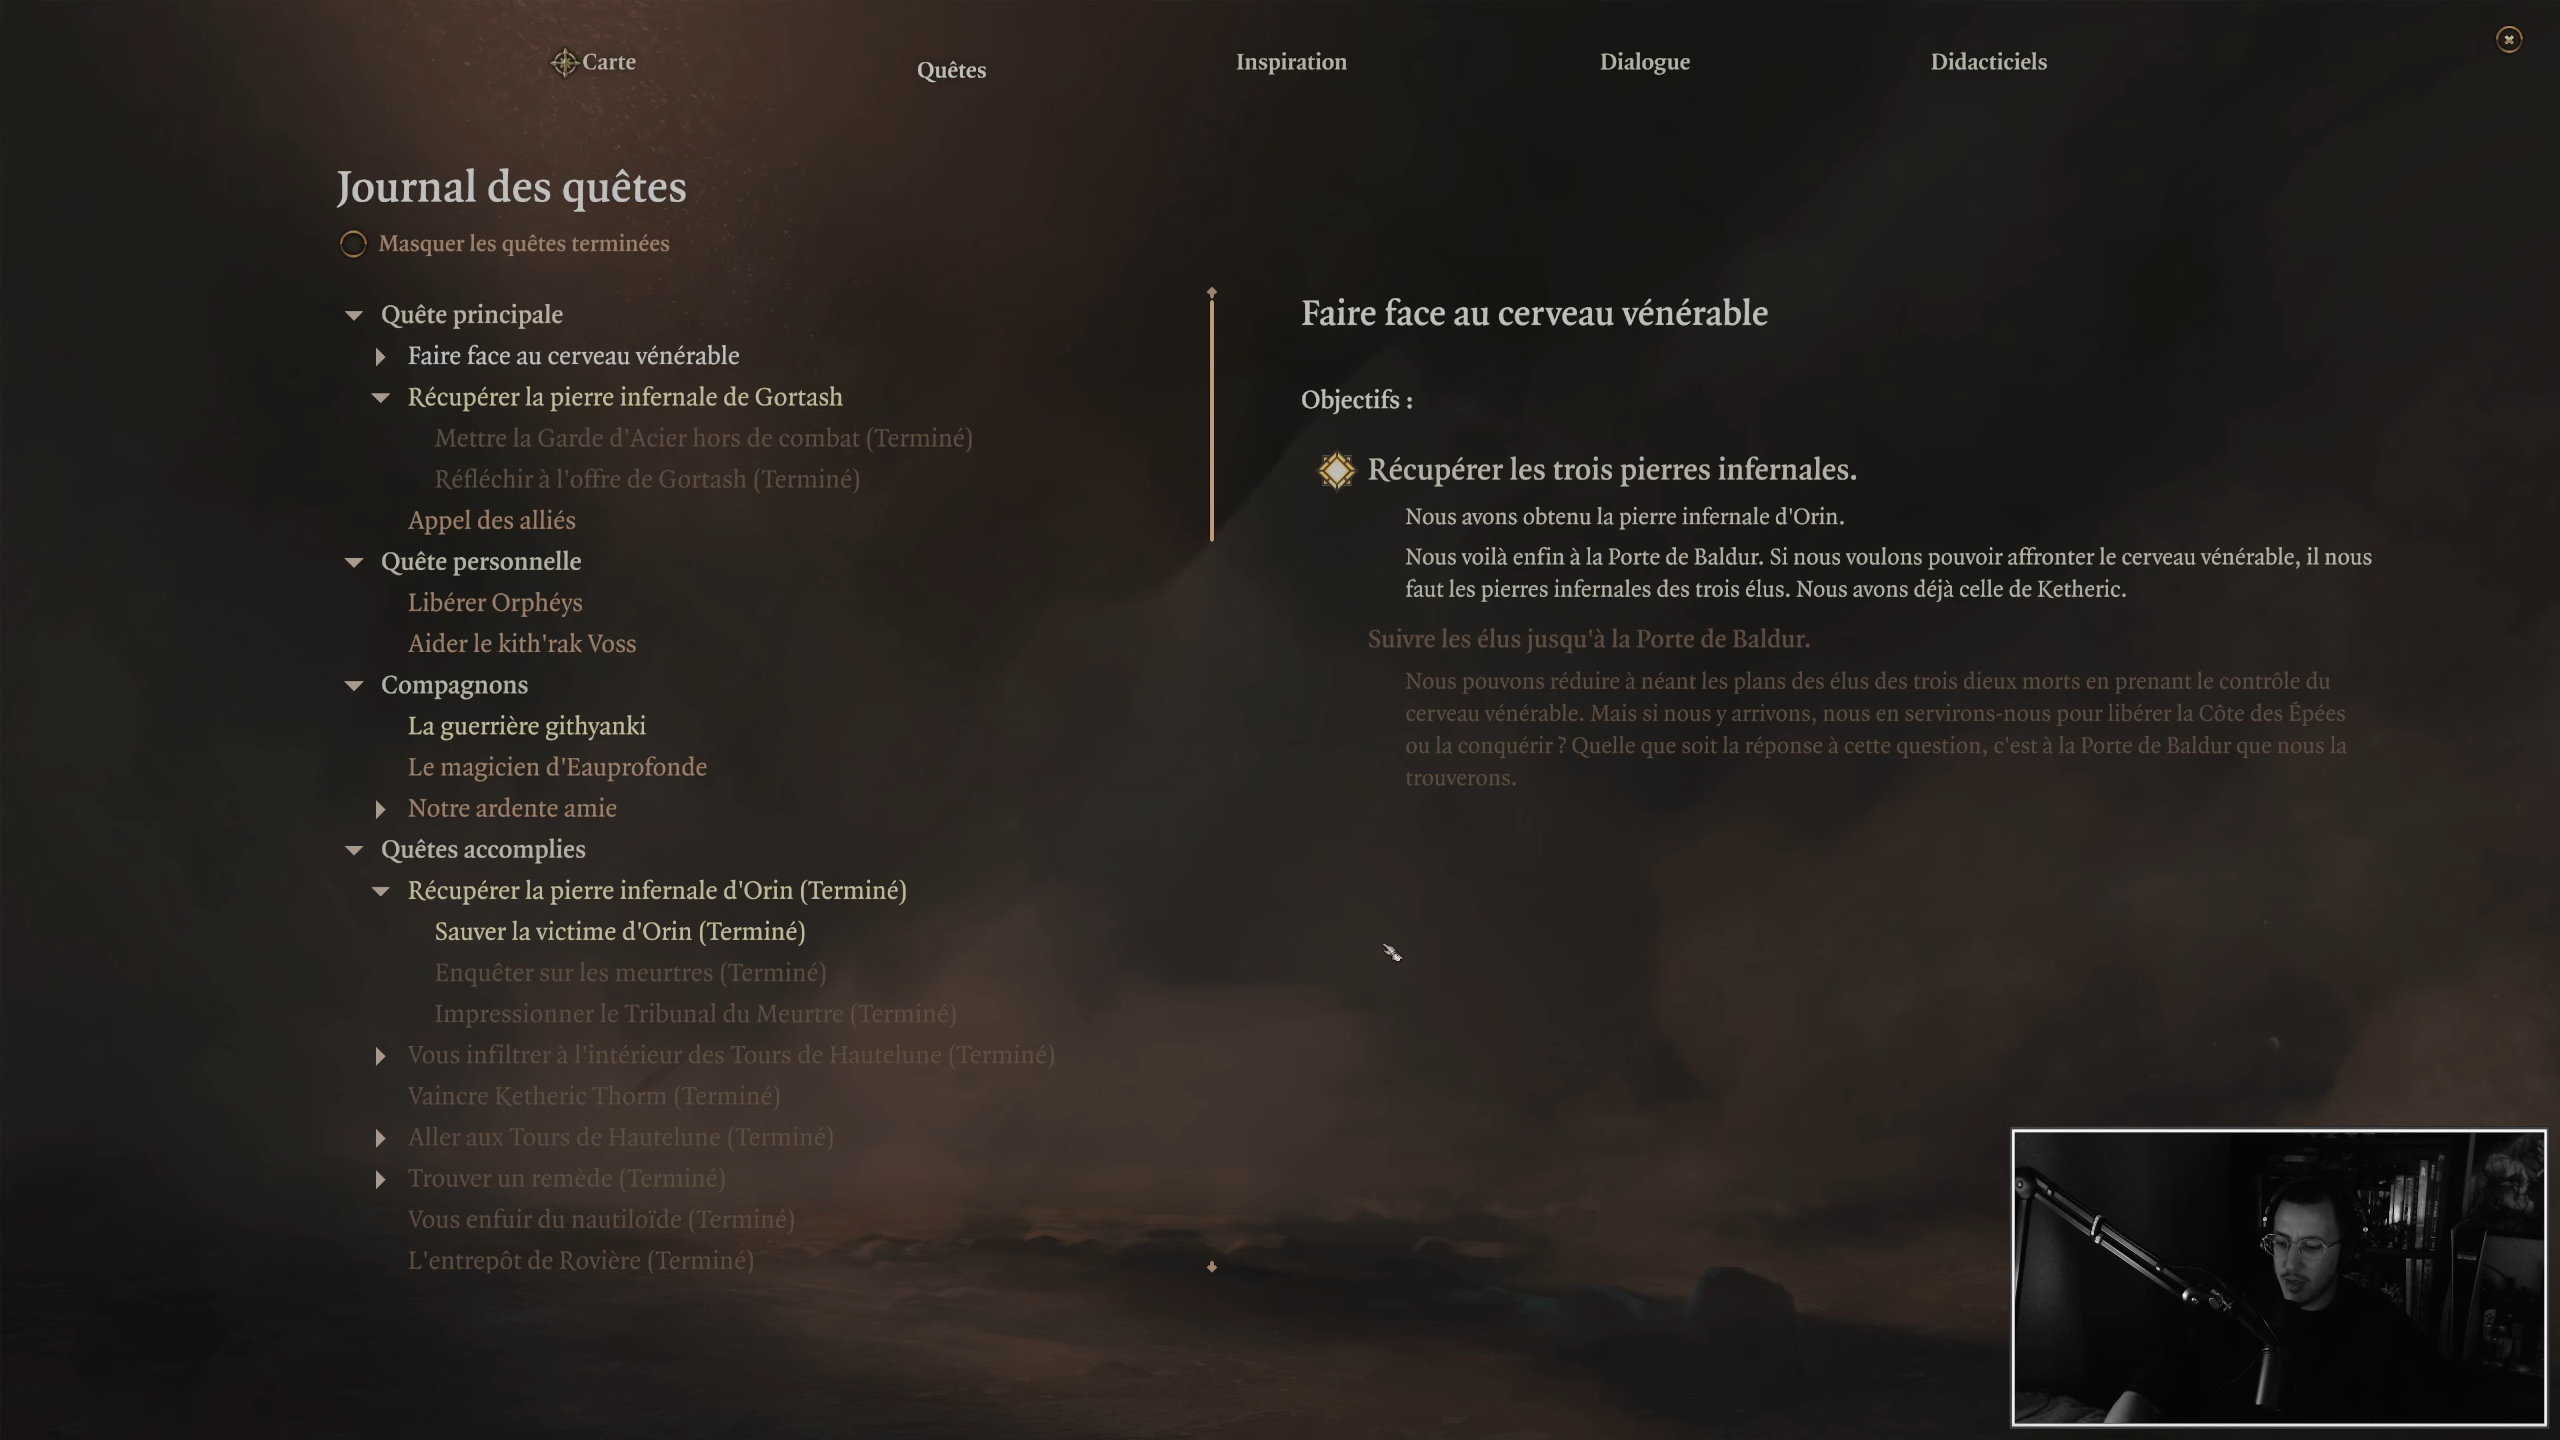 Carte
Quêtes
Inspiration
Dialogue
Didacticiels
Journal des quêtes
Masquer les quêtes terminées
Quête principale
Faire face au cerveau vénérable
Récupérer la pierre infernale de Gortash
Mettre la Garde d'Acier hors de combat (Terminé)
Réfléchir à l'offre de Gortash (Terminé)
Appel des alliés
Quête personnelle
Libérer Orphéys
Aider le kith'rak Voss
Compagnons
La guerrière githyanki
Le magicien d'Eauprofonde
Notre ardente amie
Quêtes accomplies
Récupérer la pierre infernale d'Orin (Terminé)
Sauver la victime d'Orin (Terminé)
Enquêter sur les meurtres (Terminé)
Impressionner le Tribunal du Meurtre (Terminé)
Vous infiltrer à l'intérieur des Tours de Hautelune (Terminé)
Vaincre Ketheric Thorm (Terminé)
Aller aux Tours de Hautelune (Terminé)
Trouver un remède (Terminé)
Vous enfuir du nautiloïde (Terminé)
L'entrepôt de Rovière (Terminé)
Faire face au cerveau vénérable
Objectifs :
Récupérer les trois pierres infernales.
Nous avons obtenu la pierre infernale d'Orin.
Nous voilà enfin à la Porte de Baldur. Si nous voulons pouvoir affronter le cerveau vénérable, il nous
faut les pierres infernales des trois élus. Nous avons déjà celle de Ketheric.
Suivre les élus jusqu'à la Porte de Baldur.
Nous pouvons réduire à néant les plans des élus des trois dieux morts en prenant le contrôle du
cerveau vénérable. Mais si nous y arrivons, nous en servirons-nous pour libérer la Côte des Épées
ou la conquérir ? Quelle que soit la réponse à cette question, c'est à la Porte de Baldur que nous la
trouverons.